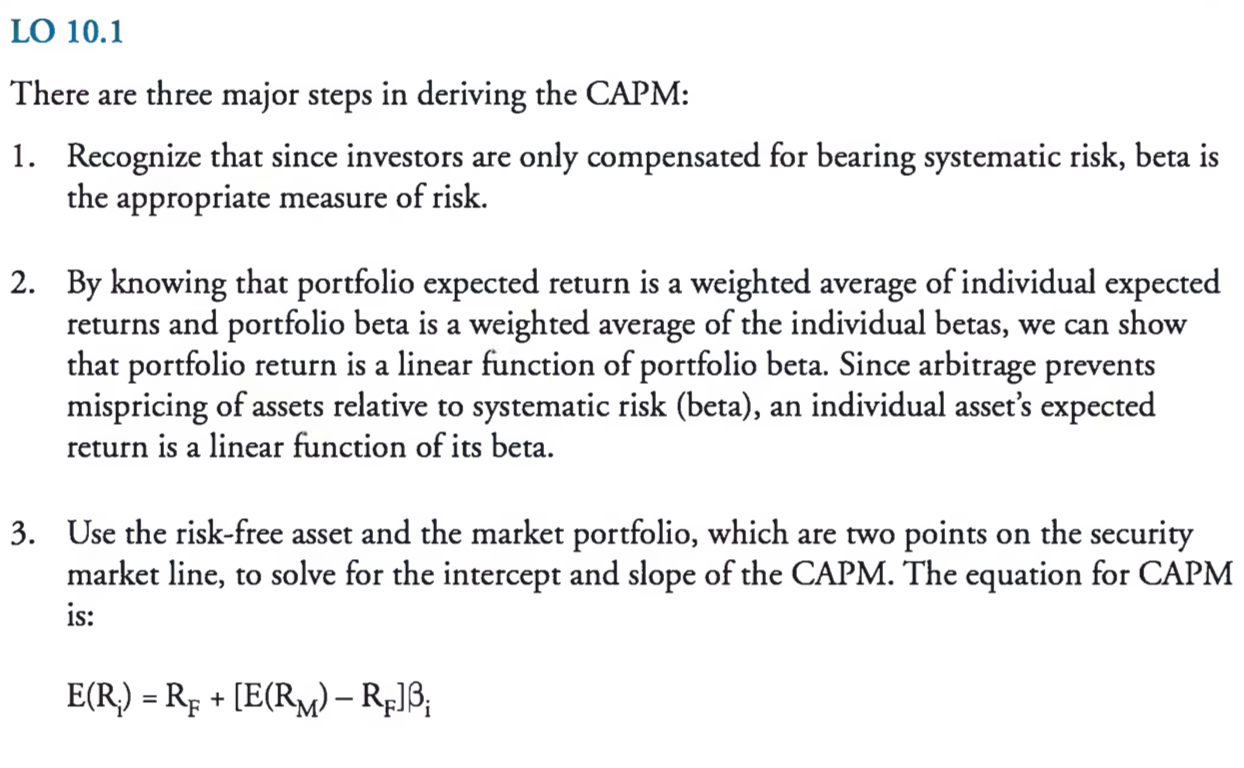 LO 10.1
There are three major steps in deriving the CAPM:
1. Recognize that since investors are only compensated for bearing systematic risk, beta is
the appropriate measure of risk.
2. By knowing that portfolio expected return is a weighted average of individual expected
returns and portfolio beta is a weighted average of the individual betas, we can show
that portfolio return is a linear function of portfolio beta. Since arbitrage prevents
mispricing of assets relative to systematic risk (beta), an individual asset’s expected
return is a linear function of its beta.
3. Use the risk-free asset and the market portfolio, which are two points on the security
market line, to solve for the intercept and slope of the CAPM. The equation for CAPM
is:
E(Rᵢ) = R_F + [E(R_M) – R_F]βᵢ